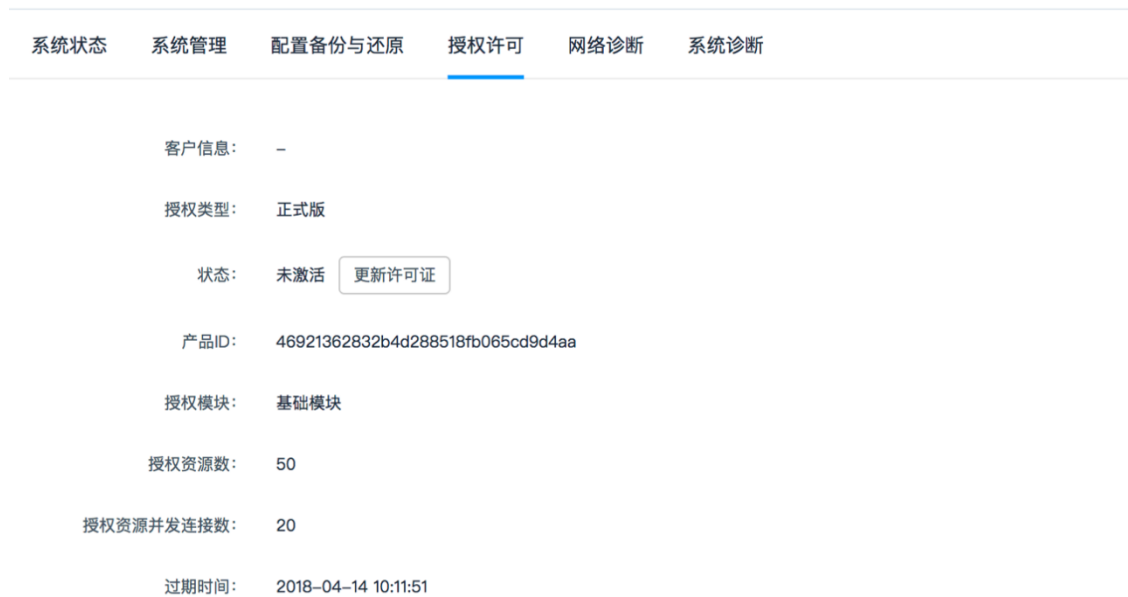 系统状态 系统管理 配置备份与还原 授权许可 网络诊断 系统诊断
客户信息： –
授权类型： 正式版
状态： 未激活 更新许可证
产品ID： 46921362832b4d288518fb065cd9d4aa
授权模块： 基础模块
授权资源数： 50
授权资源并发连接数： 20
过期时间： 2018–04–14 10:11:51